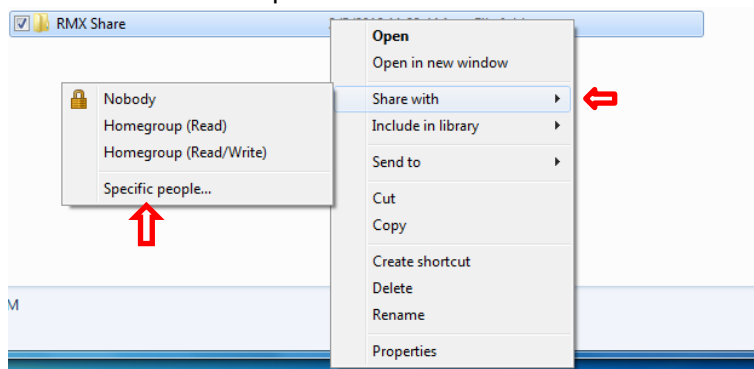 RMX Share
Open
Open in new window
Share with
Include in library
Send to
Cut
Copy
Create shortcut
Delete
Rename
Properties
Nobody
Homegroup (Read)
Homegroup (Read/Write)
Specific people...
M